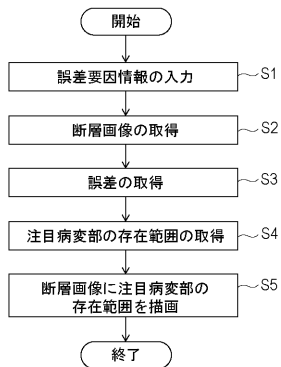 開始
誤差要因情報の入力 S1
断層画像の取得 S2
誤差の取得 S3
注目病変部の存在範囲の取得 S4
断層画像に注目病変部の S5
存在範囲を描画
終了